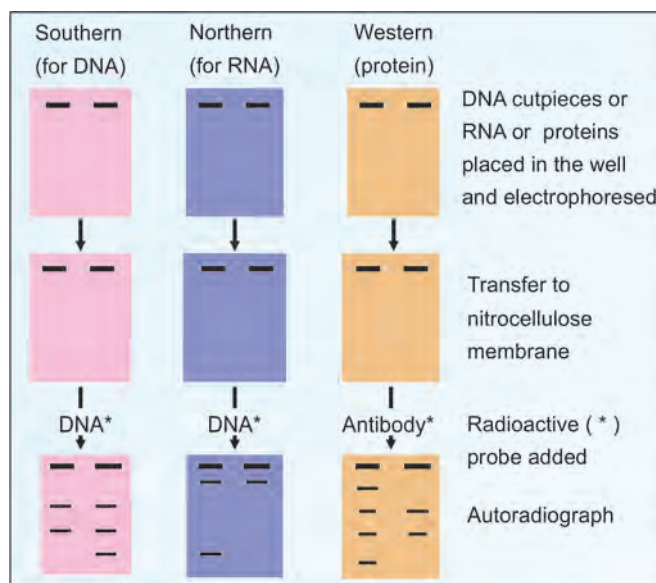 Southern
(for DNA)
Northern
(for RNA)
Western
(protein)
DNA cutpieces or
RNA or proteins
placed in the well
and electrophoresed
Transfer to
nitrocellulose
membrane
DNA*
DNA*
Antibody*
Radioactive ( * )
probe added
Autoradiograph